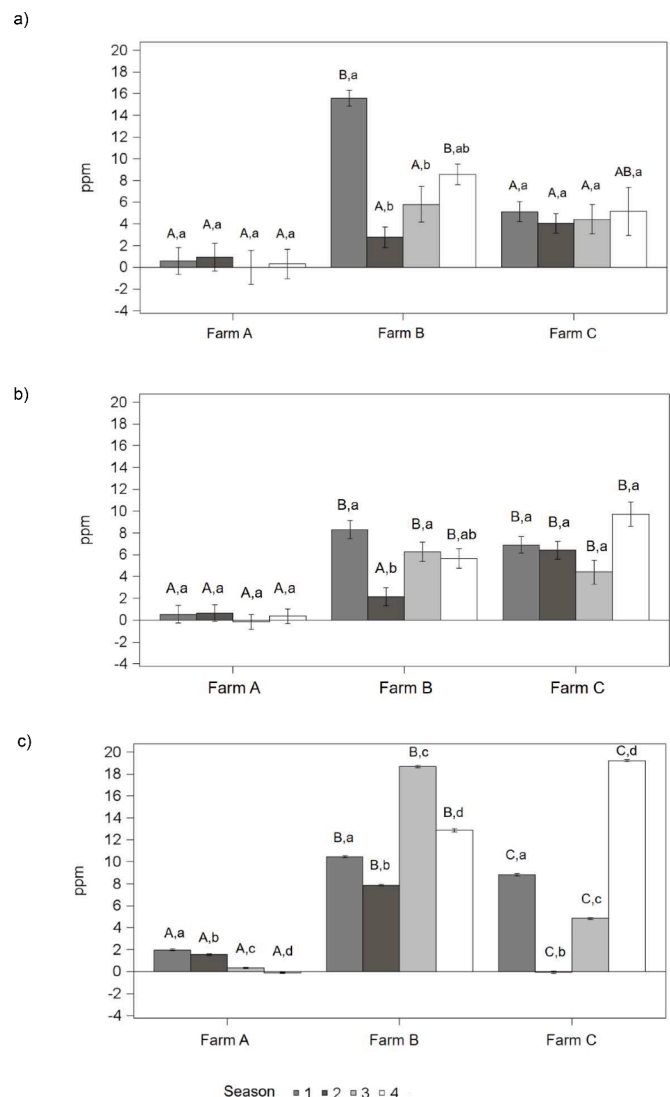 a)
20
18
16
14
12
10
8
6
4
2
0
-2
-4
ppm
A,a A,a A,a A,a
B,a A,b A,b B,ab
A,a A,a A,a AB,a
Farm A Farm B Farm C
b)
20
18
16
14
12
10
8
6
4
2
0
-2
-4
ppm
A,a A,a A,a A,a
B,a A,b B,a B,ab
B,a B,a B,a B,a
Farm A Farm B Farm C
c)
20
18
16
14
12
10
8
6
4
2
0
-2
-4
ppm
A,a A,b A,c A,d
B,a B,b B,c B,d
C,a C,b C,c C,d
Farm A Farm B Farm C
Season 1 2 3 4